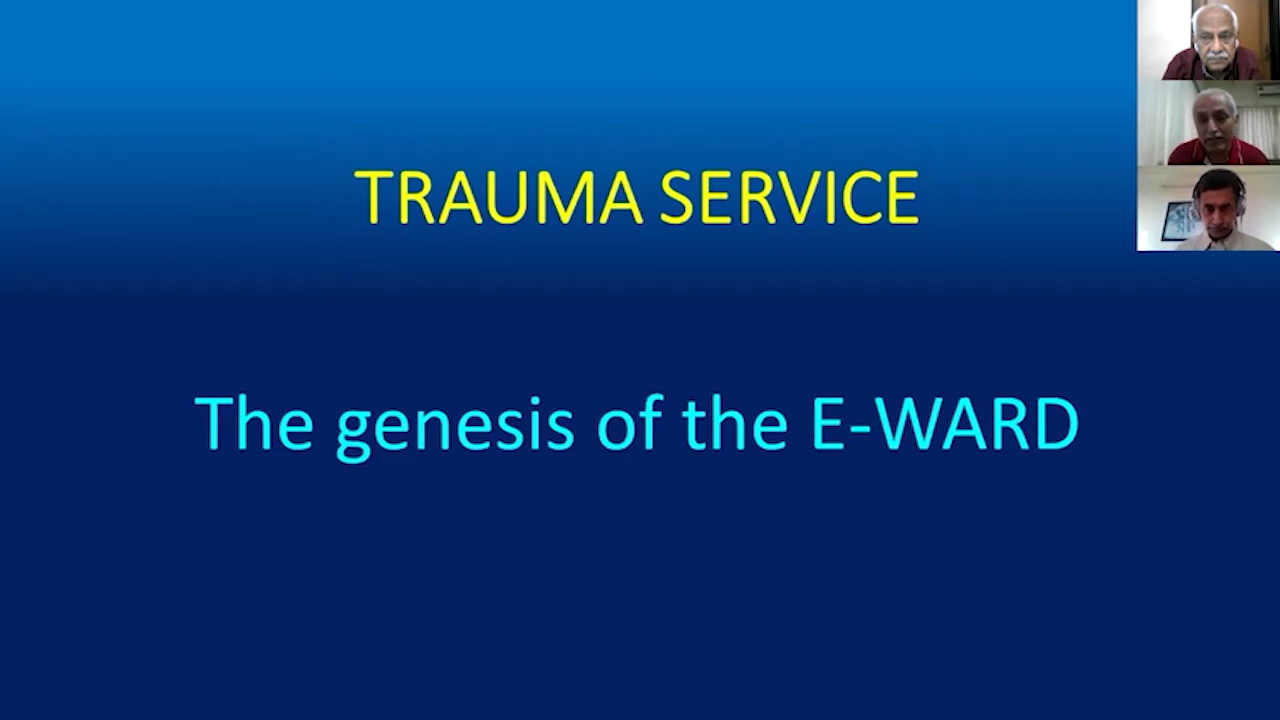 TRAUMA SERVICE
The genesis of the E-WARD